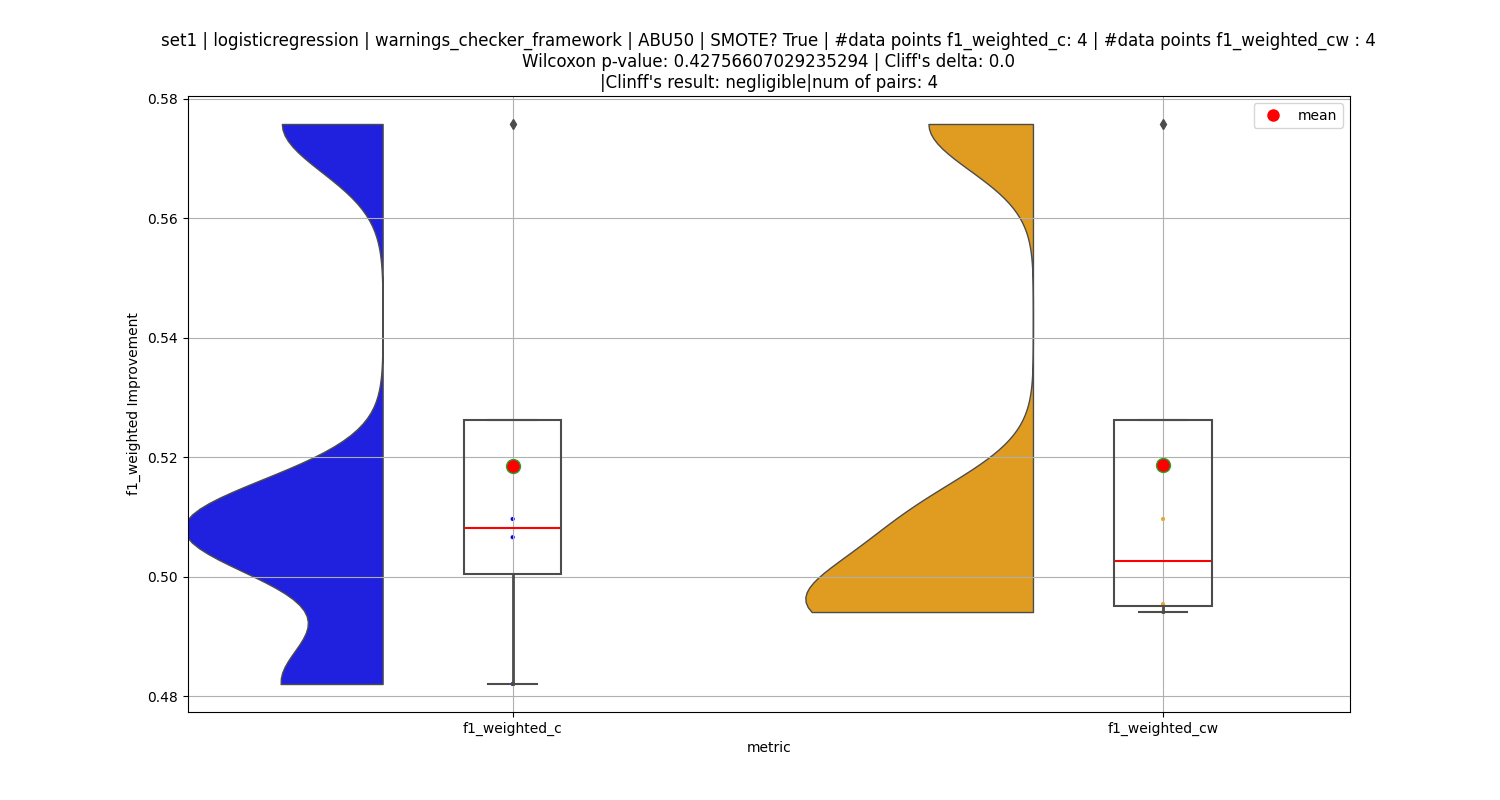 set1 | logisticregression | warnings_checker_framework | ABU50 | SMOTE? True | #data points f1_weighted_c: 4 | #data points f1_weighted_cw : 4
Wilcoxon p-value: 0.42756607029235294 | Cliff's delta: 0.0
|Clinff's result: negligible|num of pairs: 4
mean
0.58
0.56
0.54
0.52
0.50
0.48
f1_weighted Improvement
f1_weighted_c
f1_weighted_cw
metric